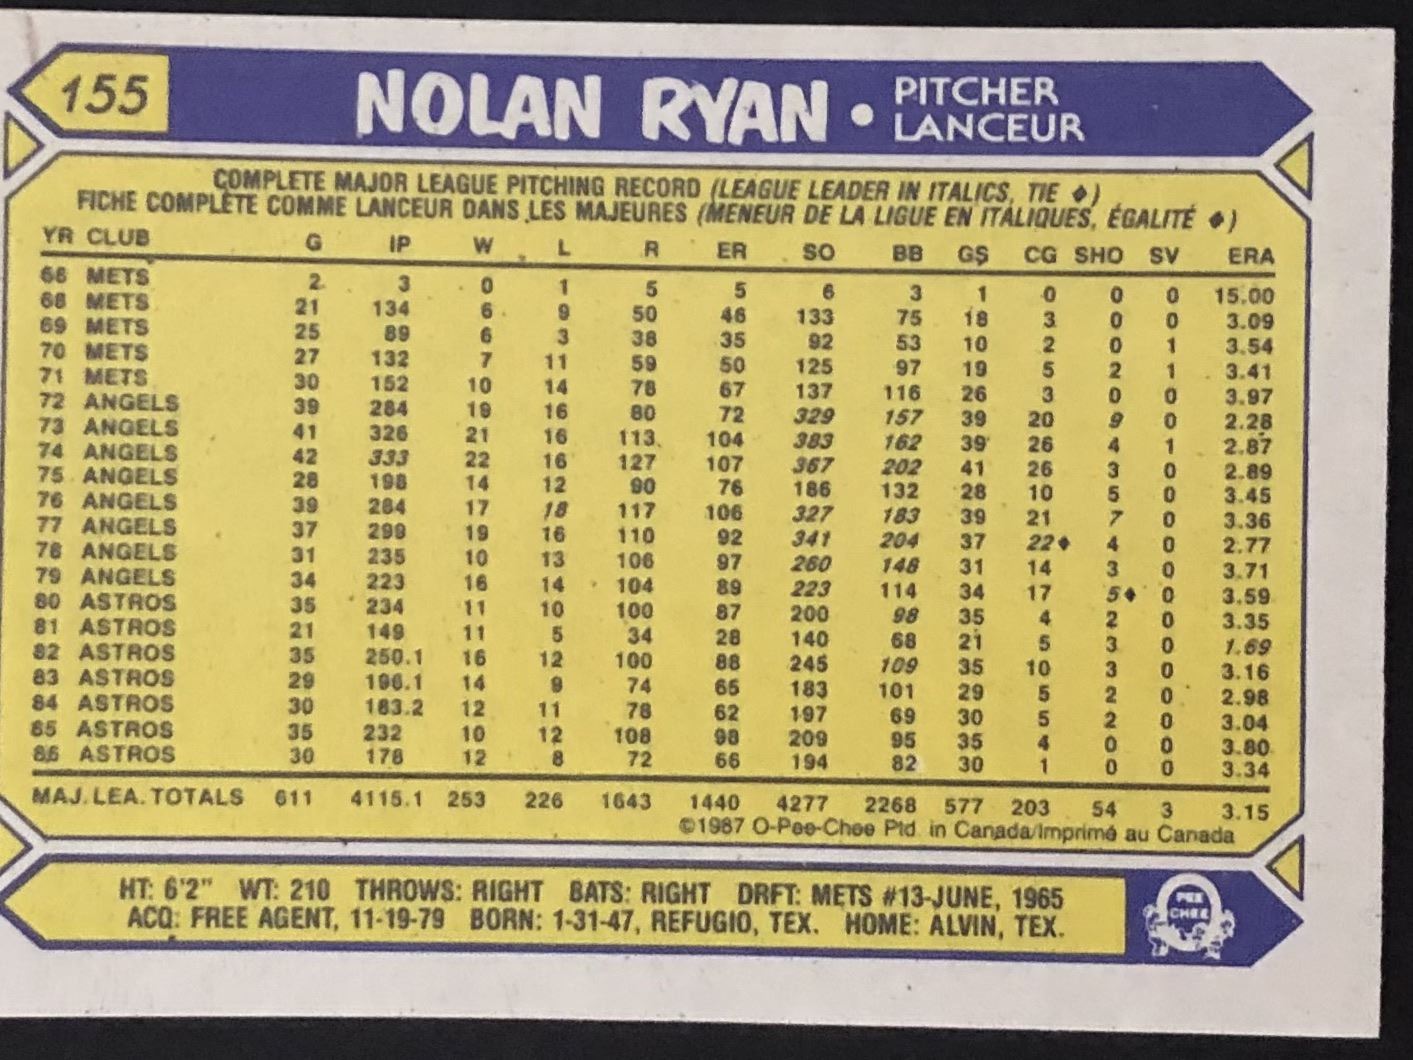 155
NOLAN RYAN • PITCHER
LANCEUR
COMPLETE MAJOR LEAGUE PITCHING RECORD (LEAGUE LEADER IN ITALICS, TIE ♦)
FICHE COMPLÈTE COMME LANCEUR DANS LES MAJEURES (MENEUR DE LA LIGUE EN ITALIQUES, ÉGALITÉ ♦)
YR CLUB G IP W L R ER SO BB GS CG SHO SV ERA
66 METS 2 3 0 1 5 5 6 3 1 0 0 0 15.00
68 METS 21 134 6 9 50 46 133 75 18 3 0 0 3.09
69 METS 25 89 6 3 38 35 92 53 10 2 0 1 3.54
70 METS 27 132 7 11 59 50 125 97 19 5 2 1 3.41
71 METS 30 152 10 14 78 67 137 116 26 3 0 0 3.97
72 ANGELS 39 284 19 16 80 72 329 157 39 20 9 0 2.28
73 ANGELS 41 326 21 16 113 104 383 162 39 26 4 1 2.87
74 ANGELS 42 333 22 16 127 107 367 202 41 26 3 0 2.89
75 ANGELS 28 198 14 12 90 76 186 132 28 10 5 0 3.45
76 ANGELS 39 284 17 18 117 106 327 183 39 21 7 0 3.36
77 ANGELS 37 299 19 16 110 92 341 204 37 22♦ 4 0 2.77
78 ANGELS 31 235 10 13 106 97 260 148 31 14 3 0 3.71
79 ANGELS 34 223 16 14 104 89 223 114 34 17 5♦ 0 3.59
80 ASTROS 35 234 11 10 100 87 200 98 35 4 2 0 3.35
81 ASTROS 21 149 11 5 34 28 140 68 21 5 3 0 1.69
82 ASTROS 35 250.1 16 12 100 88 245 109 35 10 3 0 3.16
83 ASTROS 29 196.1 14 9 74 65 183 101 29 5 2 0 2.98
84 ASTROS 30 183.2 12 11 78 62 197 69 30 5 2 0 3.04
85 ASTROS 35 232 10 12 108 98 209 95 35 4 0 0 3.80
86 ASTROS 30 178 12 8 72 66 194 82 30 1 0 0 3.34
MAJ. LEA. TOTALS 611 4115.1 253 226 1643 1440 4277 2268 577 203 54 3 3.15
©1987 O-Pee-Chee Ptd. in Canada/Imprimé au Canada
HT: 6'2" WT: 210 THROWS: RIGHT BATS: RIGHT DRFT: METS #13-JUNE, 1965
ACQ: FREE AGENT, 11-19-79 BORN: 1-31-47, REFUGIO, TEX. HOME: ALVIN, TEX.
PEE
CHEE